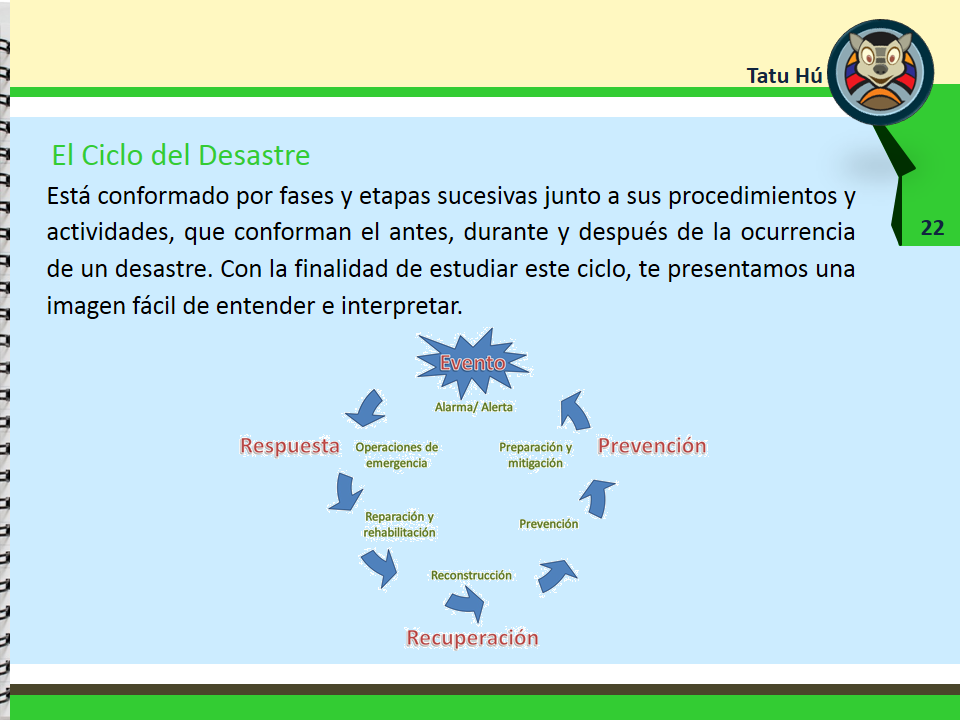 Tatu Hú
22
El Ciclo del Desastre
Está conformado por fases y etapas sucesivas junto a sus procedimientos y
actividades, que conforman el antes, durante y después de la ocurrencia
de un desastre. Con la finalidad de estudiar este ciclo, te presentamos una
imagen fácil de entender e interpretar.
Evento
Alarma/ Alerta
Respuesta
Operaciones de
emergencia
Preparación y
mitigación
Prevención
Reparación y
rehabilitación
Prevención
Reconstrucción
Recuperación